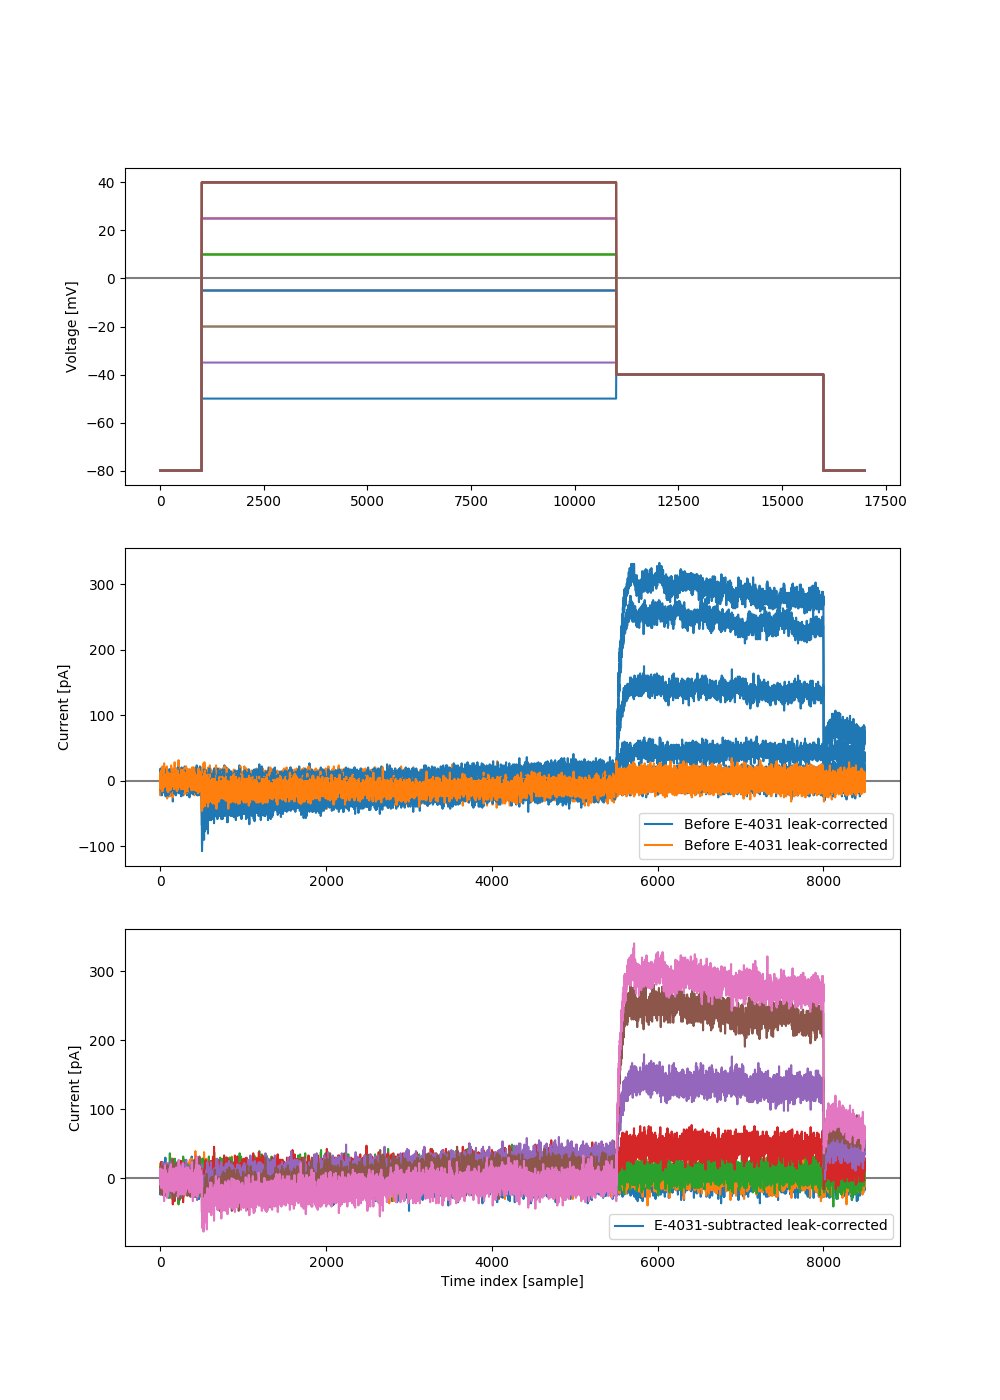 40
20
0
−20
−40
−60
−80
Voltage [mV]
0 2500 5000 7500 10000 12500 15000 17500
300
200
100
0
−100
Current [pA]
Before E-4031 leak-corrected
Before E-4031 leak-corrected
0 2000 4000 6000 8000
300
200
100
0
Current [pA]
E-4031-subtracted leak-corrected
0 2000 4000 6000 8000
Time index [sample]